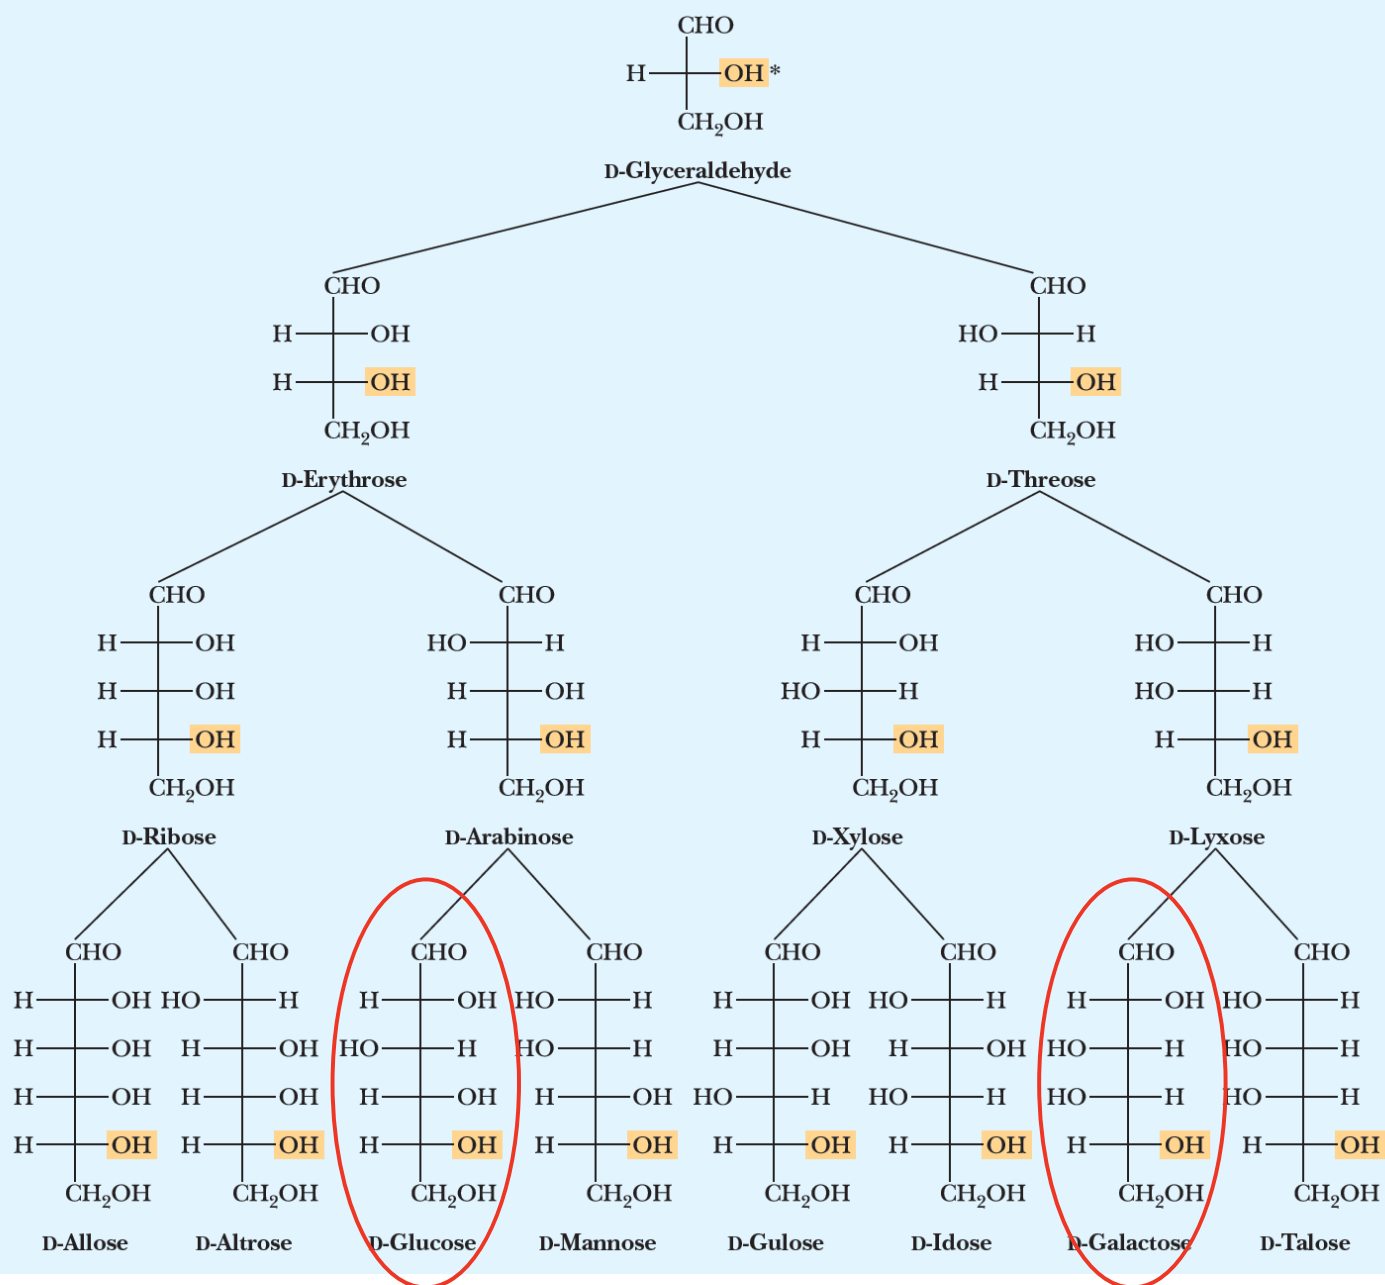 CHO
H OH*
CH₂OH
D-Glyceraldehyde
CHO CHO
H OH HO H
H OH H OH
CH₂OH CH₂OH
D-Erythrose D-Threose
CHO CHO CHO CHO
H OH HO H H OH HO H
H OH H OH HO H HO H
H OH H OH H OH H OH
CH₂OH CH₂OH CH₂OH CH₂OH
D-Ribose D-Arabinose D-Xylose D-Lyxose
CHO CHO CHO CHO CHO CHO CHO CHO
H OH HO H H OH HO H H OH HO H H OH HO H
H OH H OH HO H HO H H OH H OH HO H HO H
H OH H OH H OH H OH HO H HO H HO H HO H
H OH H OH H OH H OH H OH H OH H OH H OH
CH₂OH CH₂OH CH₂OH CH₂OH CH₂OH CH₂OH CH₂OH CH₂OH
D-Allose D-Altrose D-Glucose D-Mannose D-Gulose D-Idose D-Galactose D-Talose